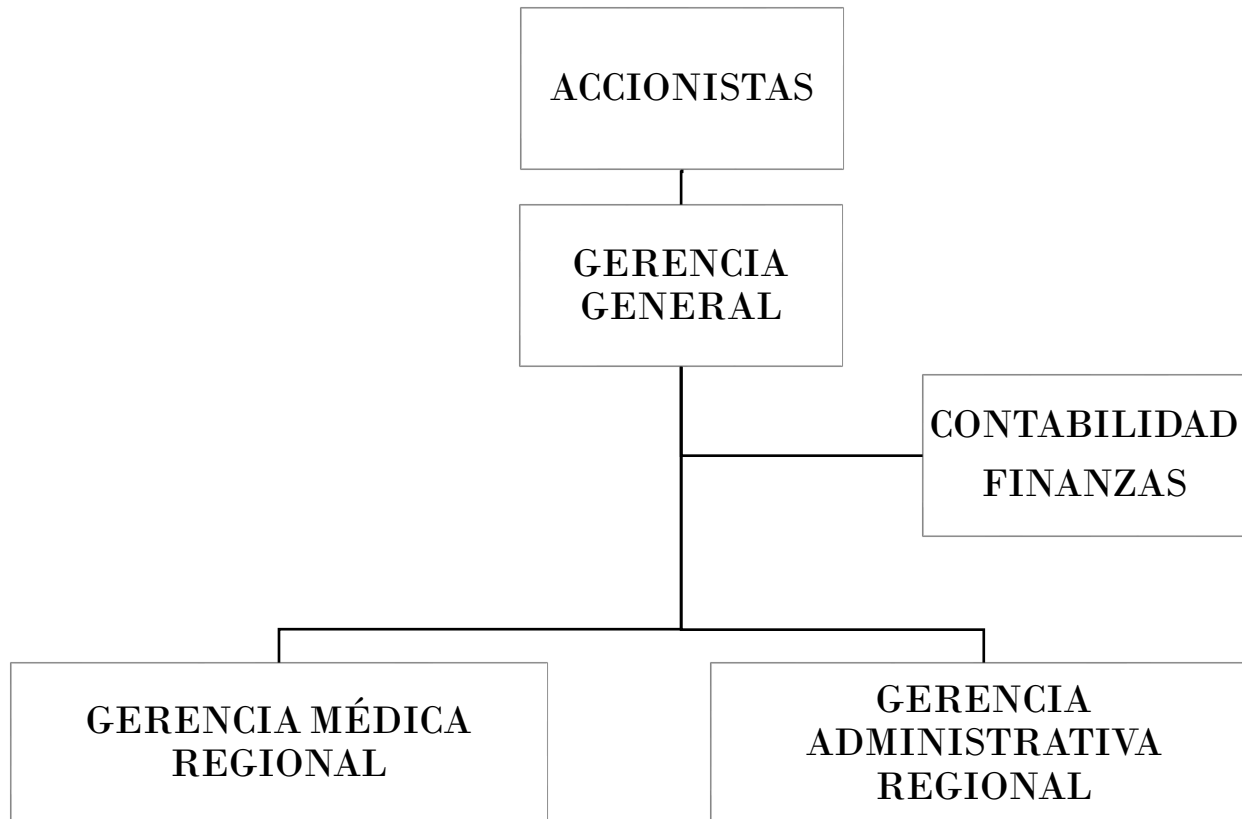 ACCIONISTAS
GERENCIA
GENERAL
CONTABILIDAD
FINANZAS
GERENCIA MÉDICA
REGIONAL
GERENCIA
ADMINISTRATIVA
REGIONAL